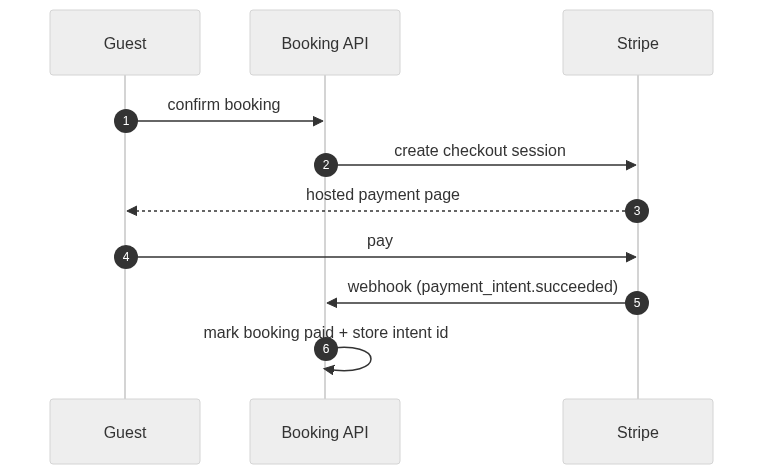 Guest
Booking API
Stripe
confirm booking
1
create checkout session
2
hosted payment page
3
pay
4
webhook (payment_intent.succeeded)
5
mark booking paid + store intent id
6
Guest
Booking API
Stripe